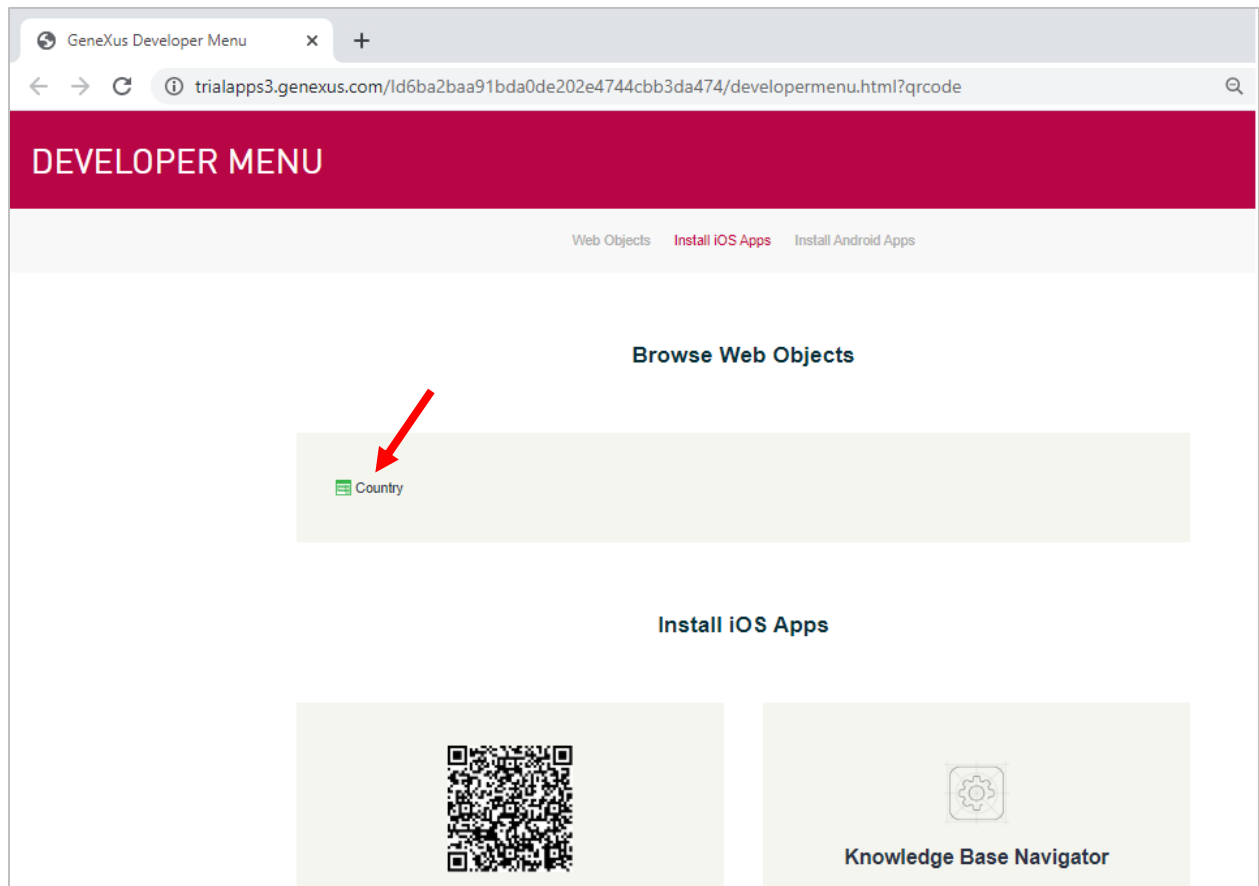 GeneXus Developer Menu
trialapps3.genexus.com/Id6ba2baa91bda0de202e4744cbb3da474/developermenu.html?qrcode
DEVELOPER MENU
Web Objects Install iOS Apps Install Android Apps
Browse Web Objects
Country
Install iOS Apps
Knowledge Base Navigator